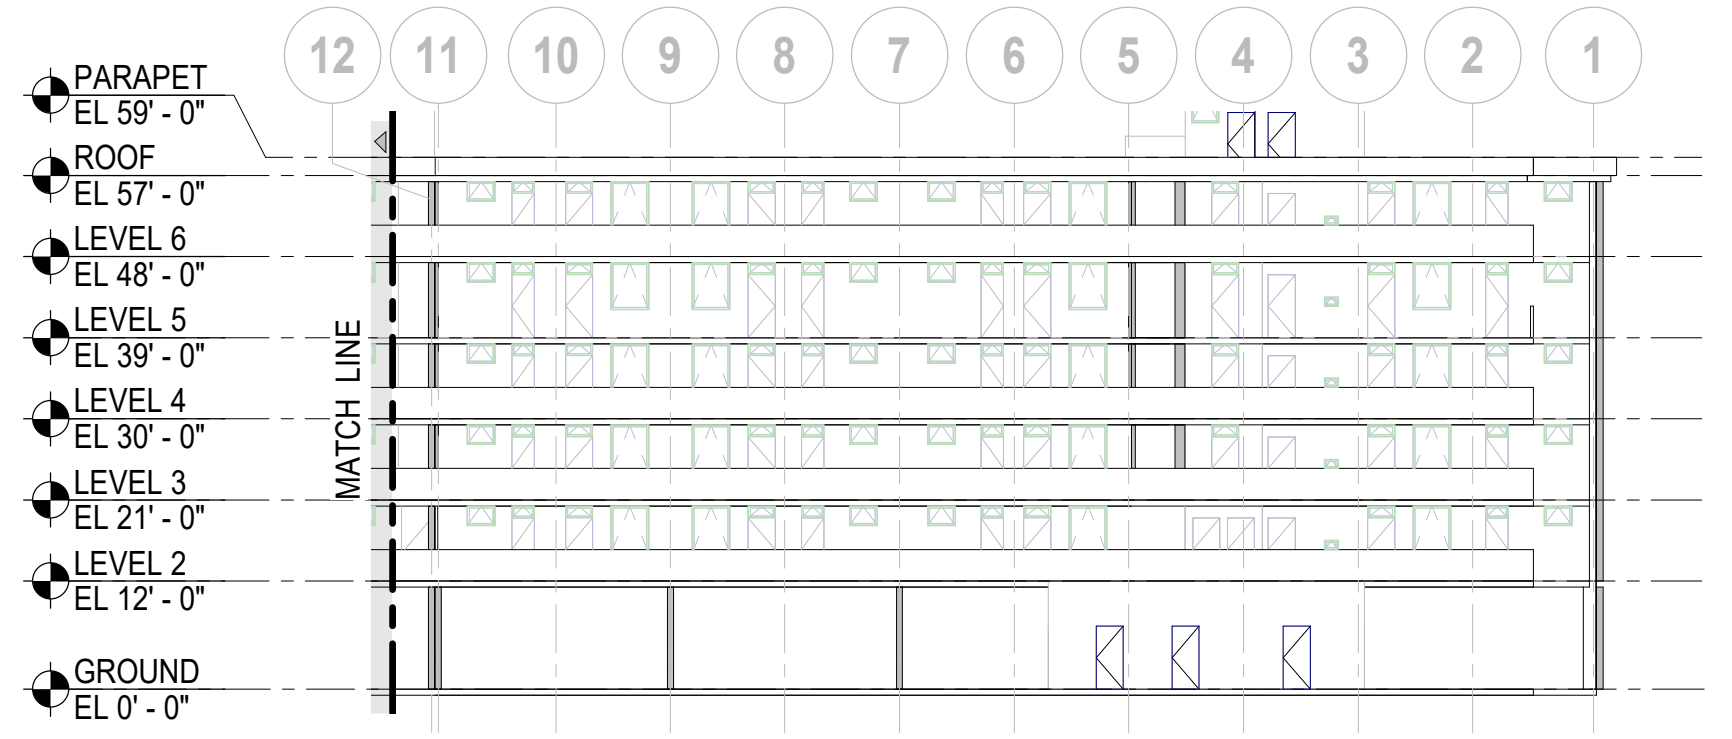 12 11 10 9 8 7 6 5 4 3 2 1
PARAPET
EL 59' - 0"
ROOF
EL 57' - 0"
LEVEL 6
EL 48' - 0"
LEVEL 5
EL 39' - 0"
LEVEL 4
EL 30' - 0"
LEVEL 3
EL 21' - 0"
LEVEL 2
EL 12' - 0"
GROUND
EL 0' - 0"
MATCH LINE